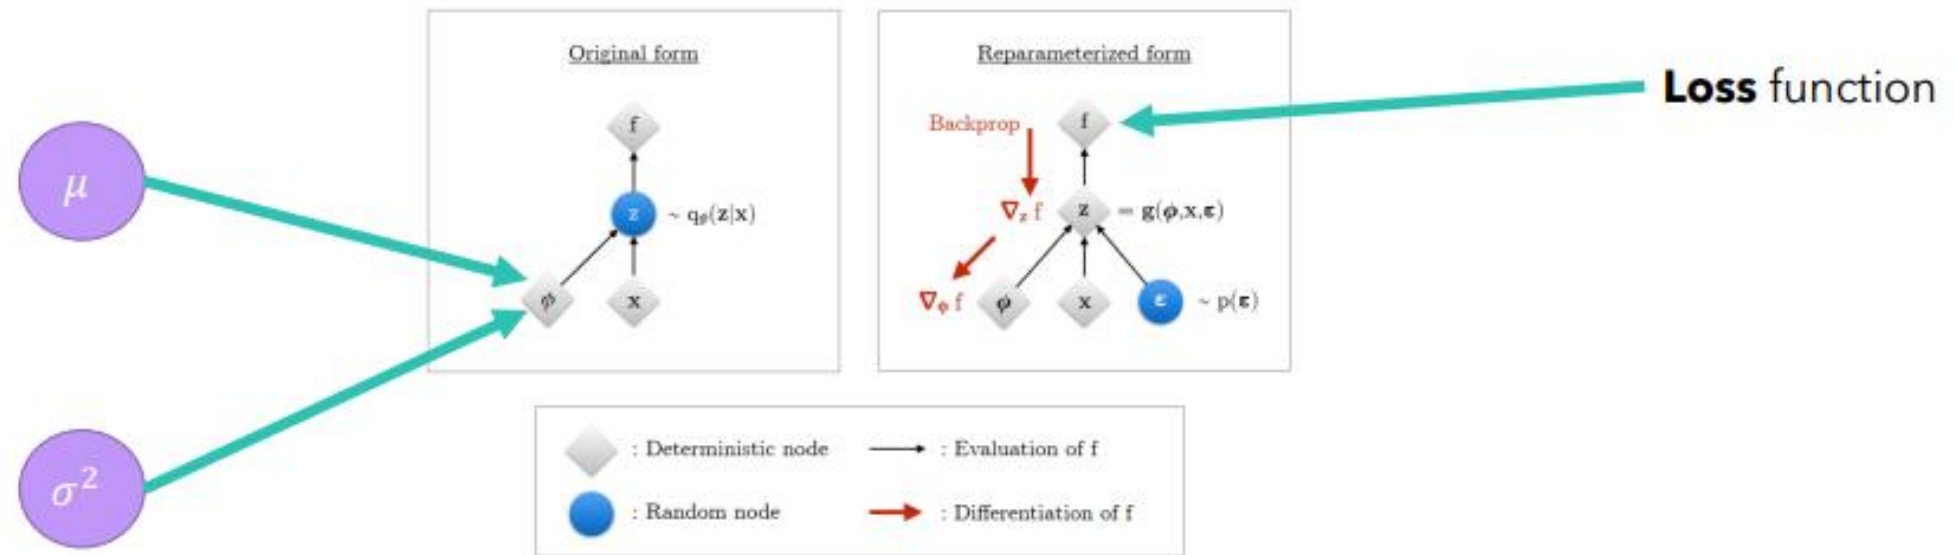 Original form
f
z ~ qφ(z|x)
φ x
Reparameterized form
Backprop f
∇z f z = g(φ,x,ε)
∇φ f φ x ε ~ p(ε)
Loss function
μ
σ²
: Deterministic node : Evaluation of f
: Random node : Differentiation of f